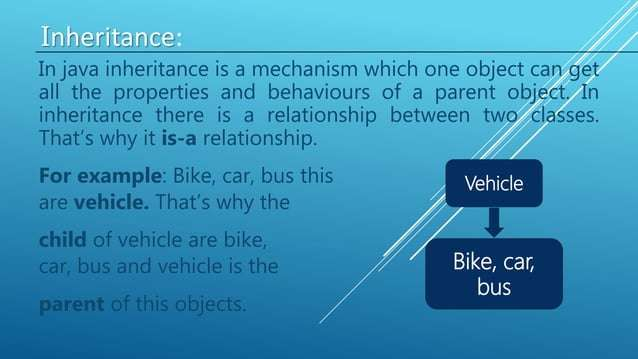 Inheritance:
In java inheritance is a mechanism which one object can get
all the properties and behaviours of a parent object. In
inheritance there is a relationship between two classes.
That's why it is-a relationship.
For example: Bike, car, bus this
are vehicle. That's why the
child of vehicle are bike,
car, bus and vehicle is the
parent of this objects.
Vehicle
Bike, car,
bus